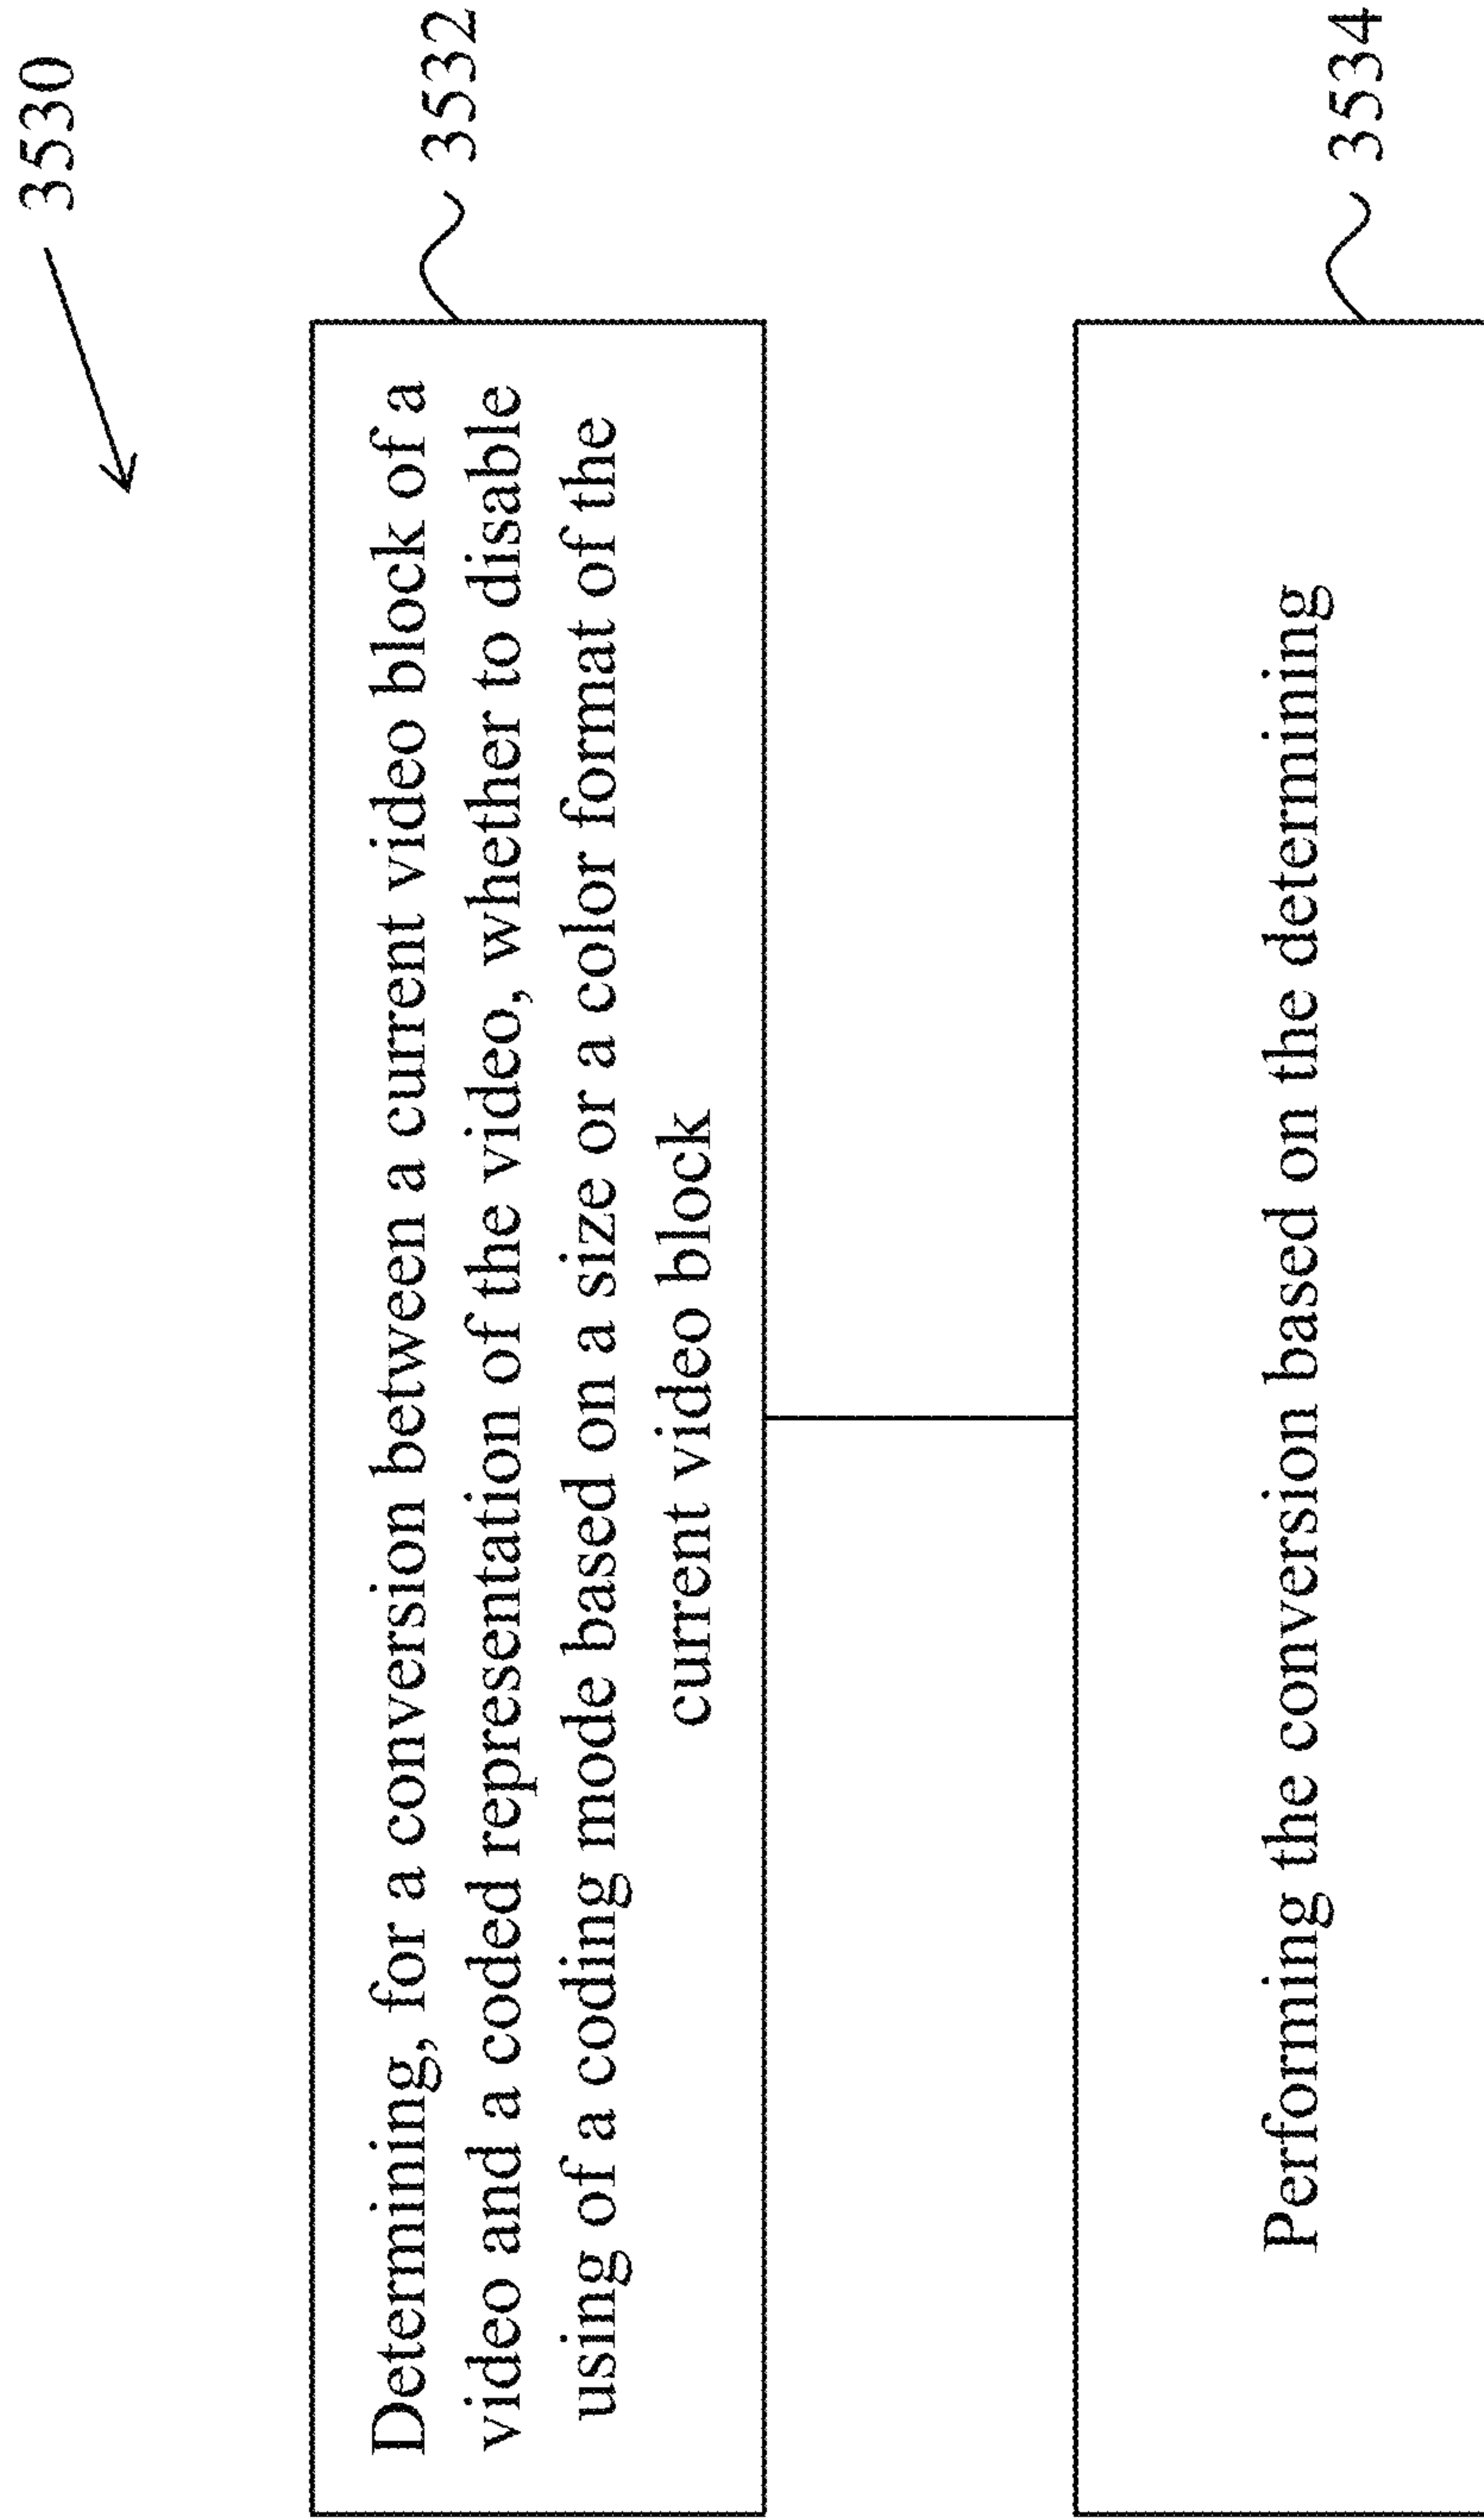 3530
Determining, for a conversion between a current video block of a
video and a coded representation of the video, whether to disable
using of a coding mode based on a size or a color format of the
current video block
3532
Performing the conversion based on the determining
3534